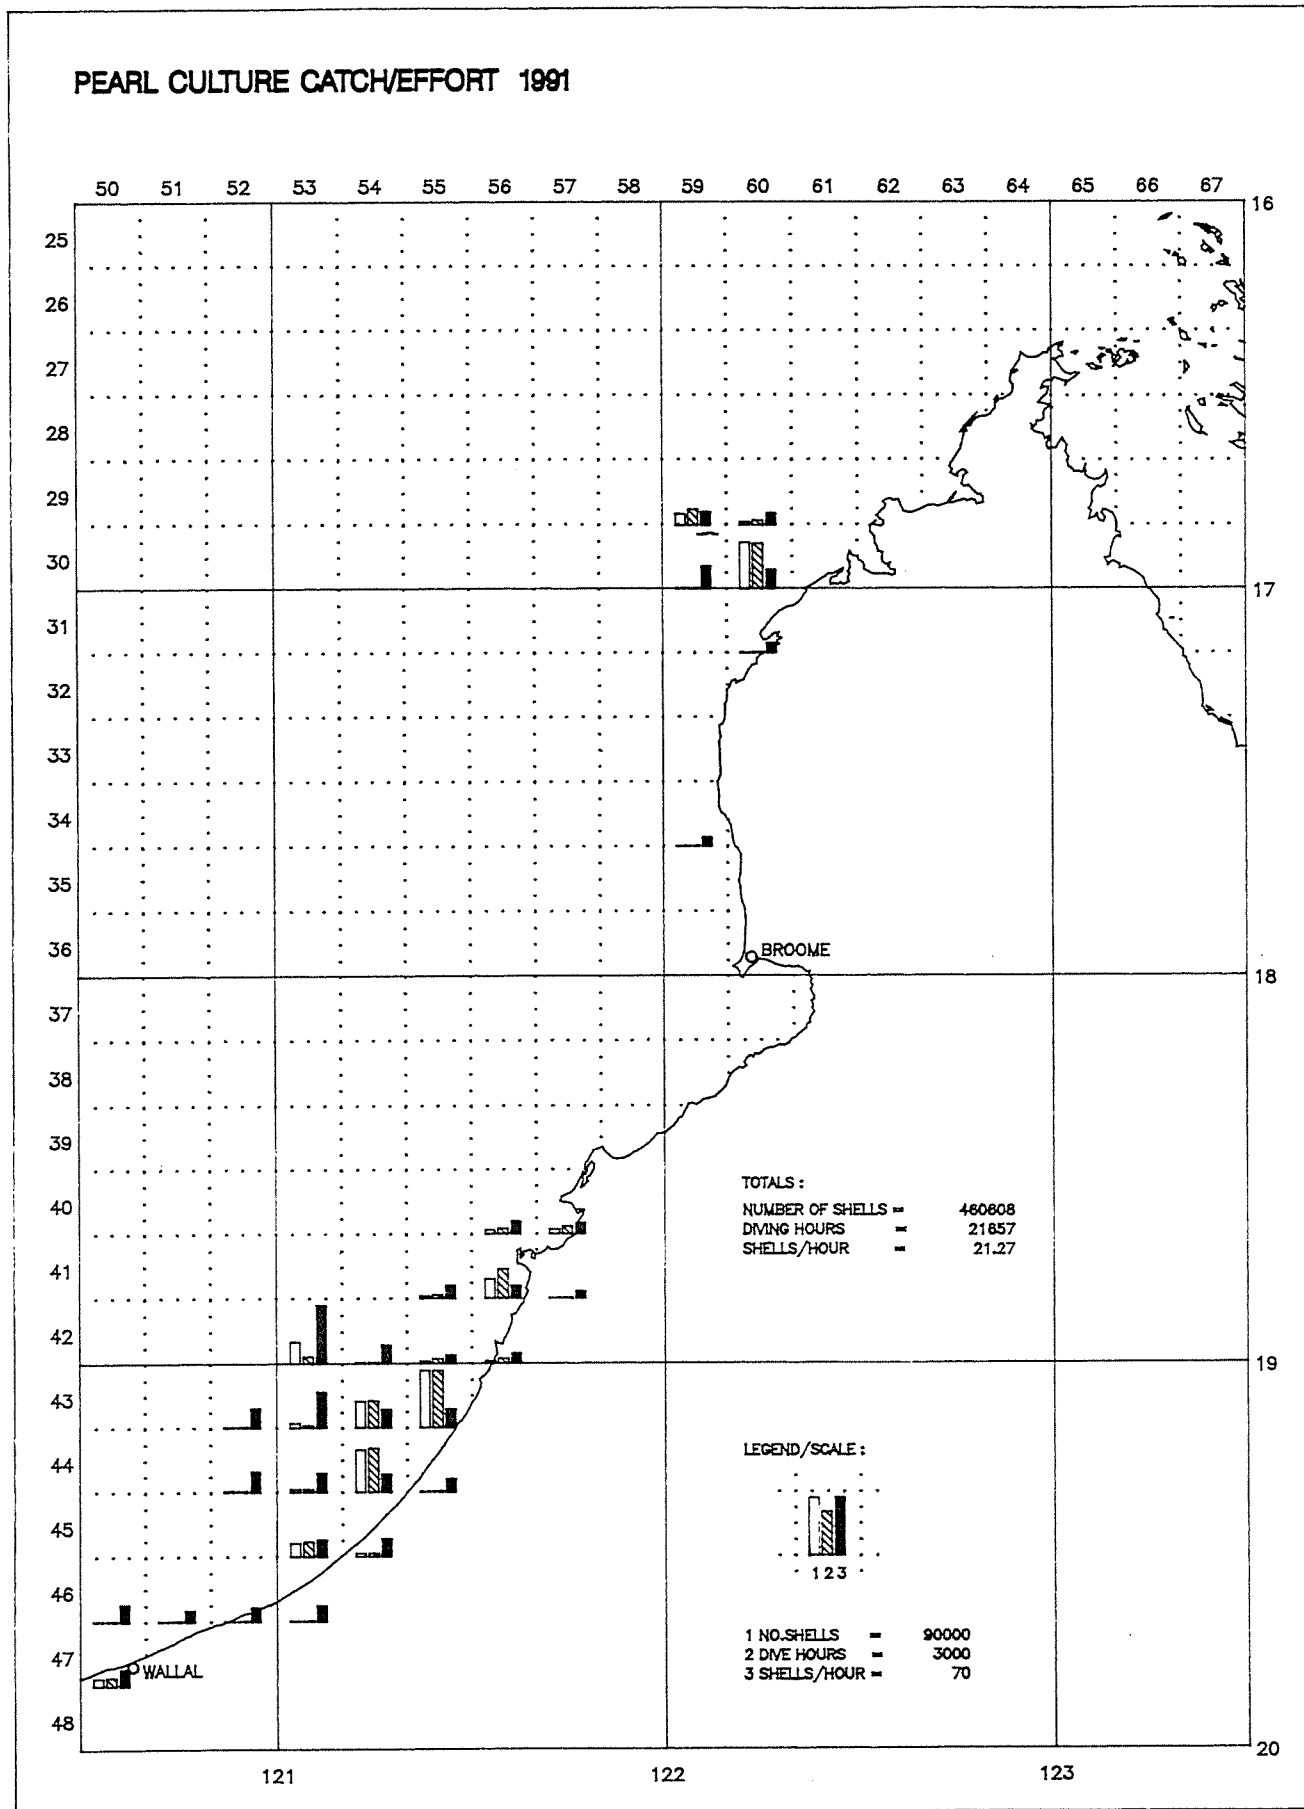 PEARL CULTURE CATCH/EFFORT 1991
50 51 52 53 54 55 56 57 58 59 60 61 62 63 64 65 66 67
16
25
26
27
28
29
30
17
31
32
33
34
35
36
BROOME
18
37
38
39
TOTALS :
40
NUMBER OF SHELLS = 460608
DIVING HOURS = 21657
SHELLS/HOUR = 21.27
41
42
19
43
LEGEND/SCALE :
44
45
1 2 3
46
1 NO.SHELLS = 90000
2 DIVE HOURS = 3000
3 SHELLS/HOUR = 70
47
WALLAL
48
20
121 122 123